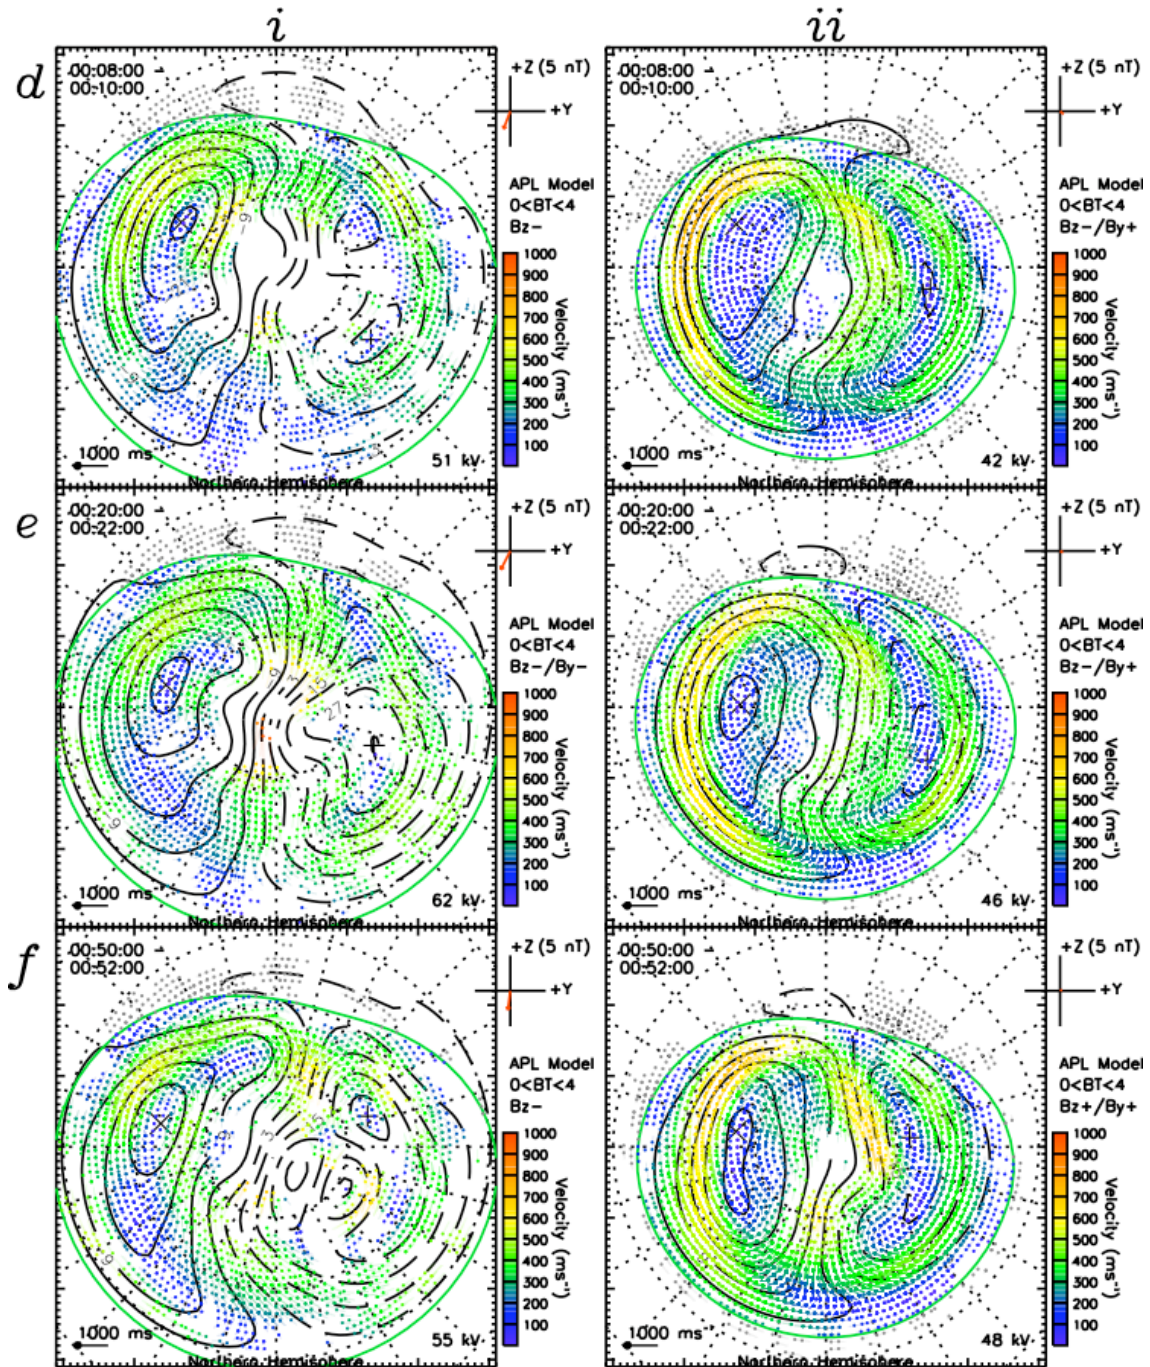 i
ii
d
00:08:00
00:10:00
+Z (5 nT)
+Y
APL Model
0<BT<4
Bz-
1000
900
800
700
600
500
400
300
200
100
Velocity (ms⁻¹)
-9
1000 ms
51 kV
Northern Hemisphere
00:08:00
00:10:00
+Z (5 nT)
+Y
APL Model
0<BT<4
Bz-/By+
1000
900
800
700
600
500
400
300
200
100
Velocity (ms⁻¹)
1000 ms
42 kV
Northern Hemisphere
e
00:20:00
00:22:00
+Z (5 nT)
+Y
APL Model
0<BT<4
Bz-/By-
1000
900
800
700
600
500
400
300
200
100
Velocity (ms⁻¹)
-9
3
15
27
1000 ms
62 kV
Northern Hemisphere
00:20:00
00:22:00
+Z (5 nT)
+Y
APL Model
0<BT<4
Bz-/By+
1000
900
800
700
600
500
400
300
200
100
Velocity (ms⁻¹)
1000 ms
46 kV
Northern Hemisphere
f
00:50:00
00:52:00
+Z (5 nT)
+Y
APL Model
0<BT<4
Bz-
1000
900
800
700
600
500
400
300
200
100
Velocity (ms⁻¹)
3
15
1000 ms
55 kV
Northern Hemisphere
00:50:00
00:52:00
+Z (5 nT)
+Y
APL Model
0<BT<4
Bz+/By+
1000
900
800
700
600
500
400
300
200
100
Velocity (ms⁻¹)
1000 ms
48 kV
Northern Hemisphere